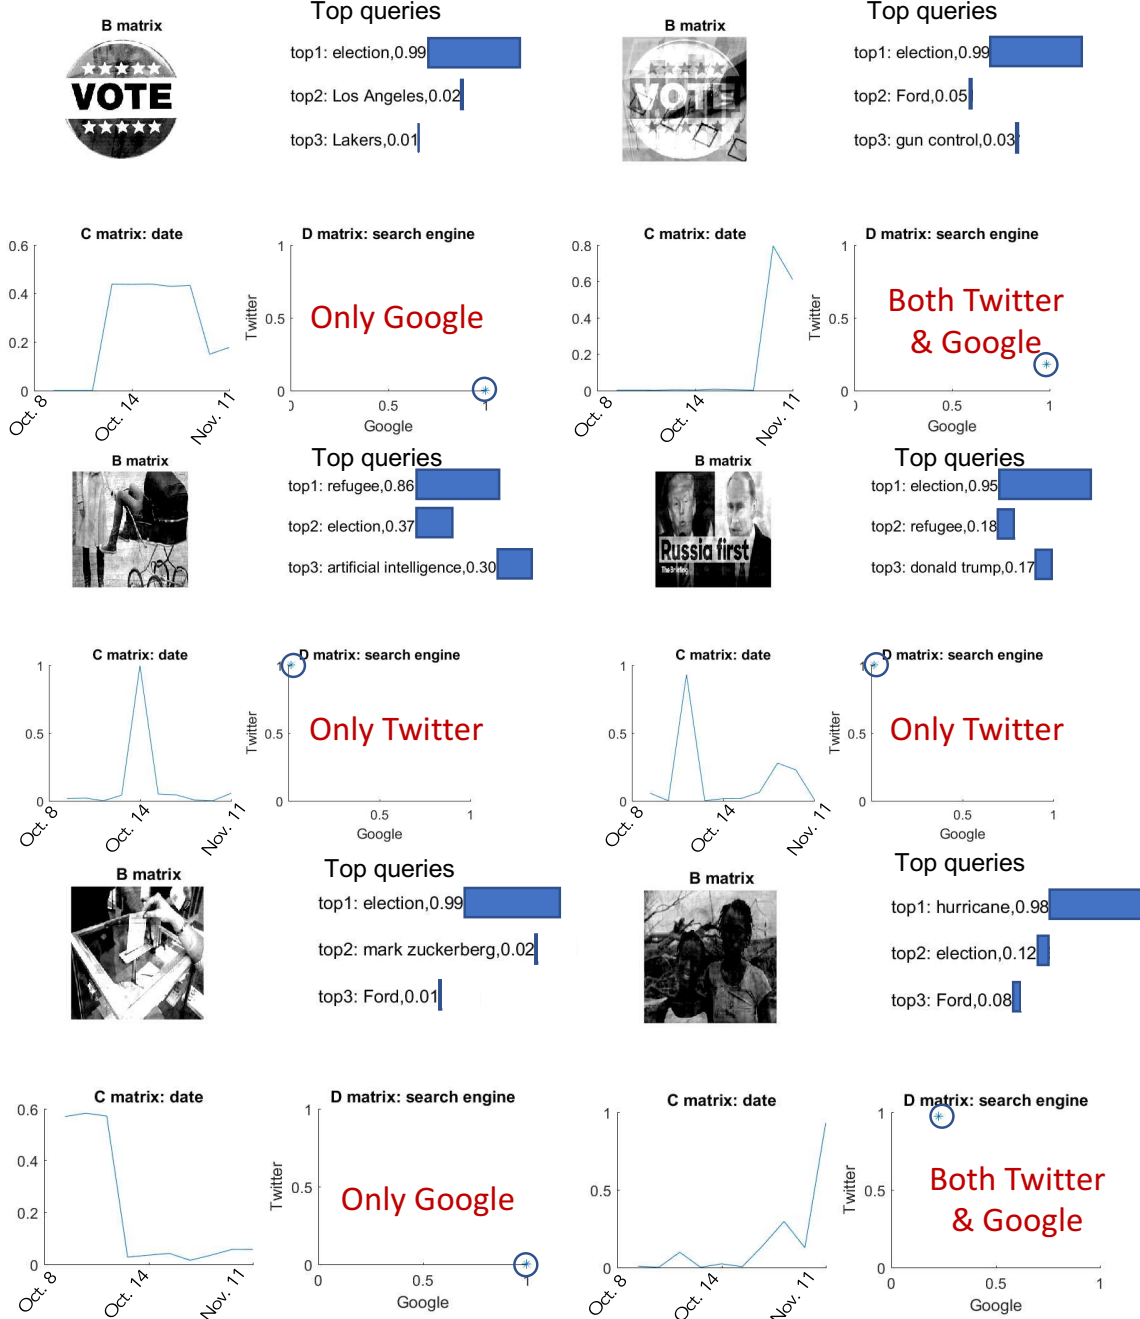 B matrix
VOTE
Top queries
top1: election,0.99
top2: Los Angeles,0.02
top3: Lakers,0.01
B matrix
VOTE
Top queries
top1: election,0.99
top2: Ford,0.05
top3: gun control,0.03
C matrix: date
0.6
0.4
0.2
0
Oct. 8
Oct. 14
Nov. 11
D matrix: search engine
1
0.5
0
Twitter
Only Google
0
0.5
1
Google
C matrix: date
0.8
0.6
0.4
0.2
0
Oct. 8
Oct. 14
Nov. 11
D matrix: search engine
1
0.5
0
Twitter
Both Twitter
& Google
0
0.5
1
Google
B matrix
Top queries
top1: refugee,0.86
top2: election,0.37
top3: artificial intelligence,0.30
B matrix
Russia first
The Briefing
Top queries
top1: election,0.95
top2: refugee,0.18
top3: donald trump,0.17
C matrix: date
1
0.5
0
Oct. 8
Oct. 14
Nov. 11
D matrix: search engine
1
0.5
0
Twitter
Only Twitter
0.5
1
Google
C matrix: date
1
0.5
0
Oct. 8
Oct. 14
Nov. 11
D matrix: search engine
1
0.5
0
Twitter
Only Twitter
0.5
1
Google
B matrix
Top queries
top1: election,0.99
top2: mark zuckerberg,0.02
top3: Ford,0.01
B matrix
Top queries
top1: hurricane,0.98
top2: election,0.12
top3: Ford,0.08
C matrix: date
0.6
0.4
0.2
0
Oct. 8
Oct. 14
Nov. 11
D matrix: search engine
1
0.5
0
Twitter
Only Google
0
0.5
1
Google
C matrix: date
1
0.5
0
Oct. 8
Oct. 14
Nov. 11
D matrix: search engine
1
0.5
0
Twitter
Both Twitter
& Google
0
0.5
1
Google